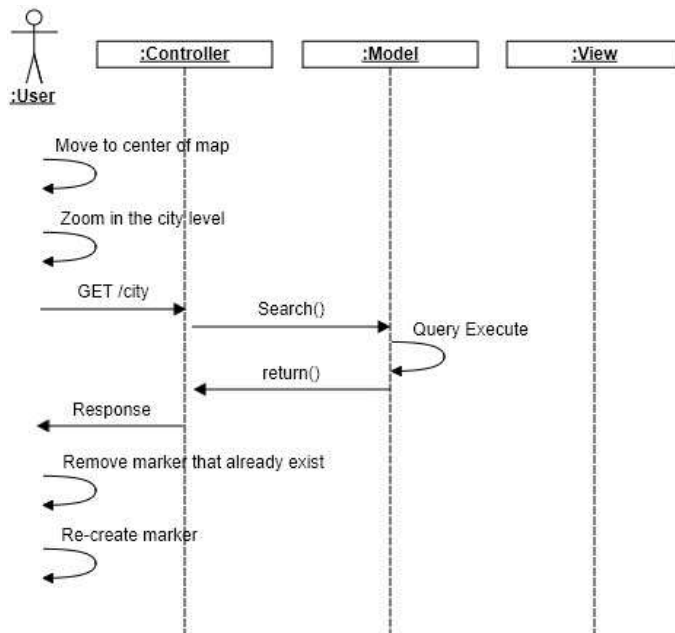 :Controller
:Model
:View
:User
Move to center of map
Zoom in the city level
GET /city
Search()
Query Execute
return()
Response
Remove marker that already exist
Re-create marker